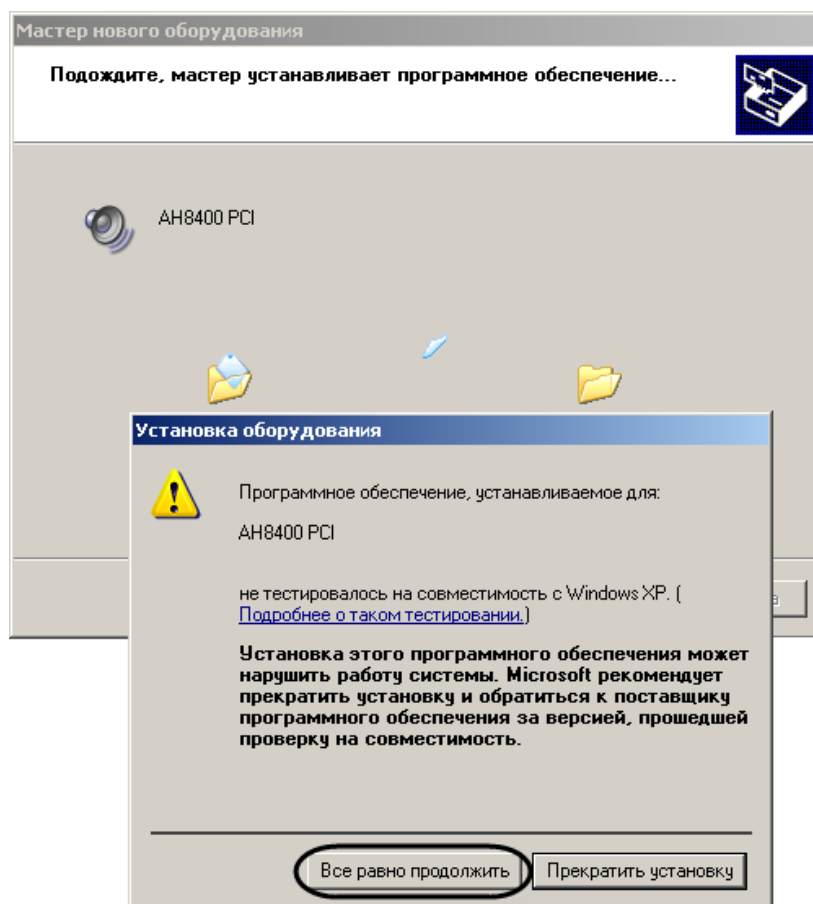 Мастер нового оборудования
Подождите, мастер устанавливает программное обеспечение...
AH8400 PCI
Установка оборудования
Программное обеспечение, устанавливаемое для:
AH8400 PCI
не тестировалось на совместимость с Windows XP. (
Подробнее о таком тестировании.)
Установка этого программного обеспечения может
нарушить работу системы. Microsoft рекомендует
прекратить установку и обратиться к поставщику
программного обеспечения за версией, прошедшей
проверку на совместимость.
Все равно продолжить Прекратить установку